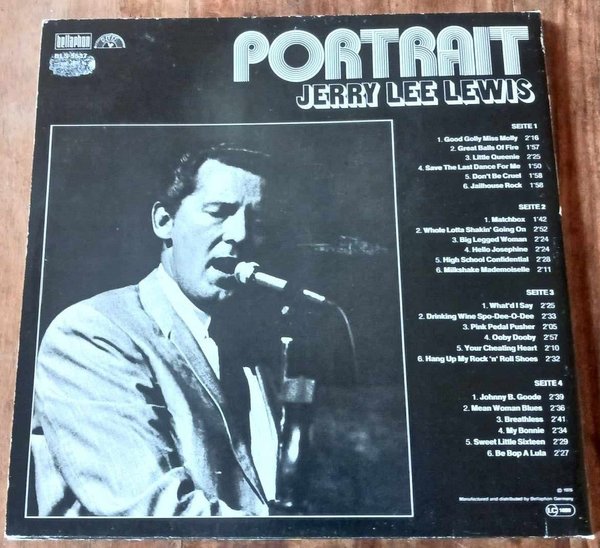 bellaphon
SUN
BLS 5537
PORTRAIT
JERRY LEE LEWIS
SEITE 1
1. Good Golly Miss Molly 2'16
2. Great Balls Of Fire 1'57
3. Little Queenie 2'25
4. Save The Last Dance For Me 1'50
5. Don't Be Cruel 1'58
6. Jailhouse Rock 1'58
SEITE 2
1. Matchbox 1'42
2. Whole Lotta Shakin' Going On 2'52
3. Big Legged Woman 2'24
4. Hello Josephine 2'24
5. High School Confidential 2'28
6. Milkshake Mademoiselle 2'11
SEITE 3
1. What'd I Say 2'25
2. Drinking Wine Spo-Dee-O-Dee 2'33
3. Pink Pedal Pusher 2'05
4. Ooby Dooby 2'57
5. Your Cheating Heart 2'10
6. Hang Up My Rock 'n' Roll Shoes 2'32
SEITE 4
1. Johnny B. Goode 2'39
2. Mean Woman Blues 2'36
3. Breathless 2'41
4. My Bonnie 2'34
5. Sweet Little Sixteen 2'29
6. Be Bop A Lula 2'27
℗ 1975
Manufactured and distributed by Bellaphon Germany
LC